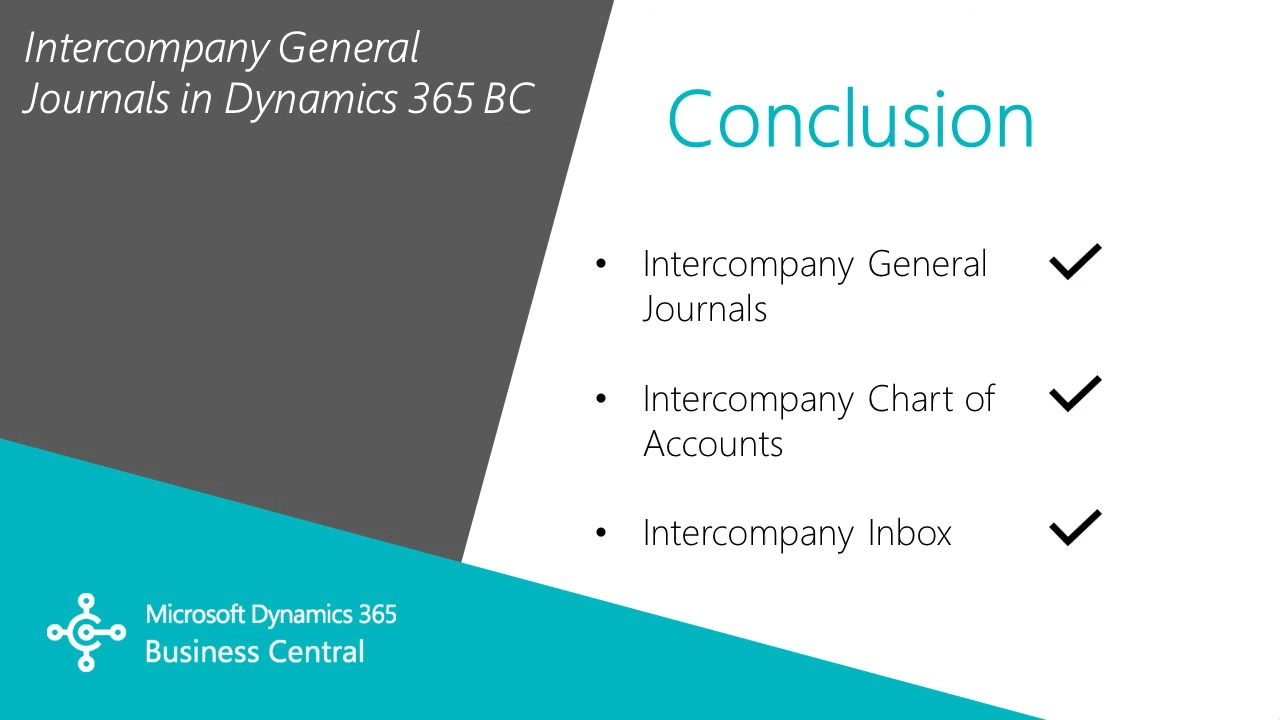 Intercompany General
Journals in Dynamics 365 BC
Conclusion
• Intercompany General
Journals
• Intercompany Chart of
Accounts
• Intercompany Inbox
Microsoft Dynamics 365
Business Central